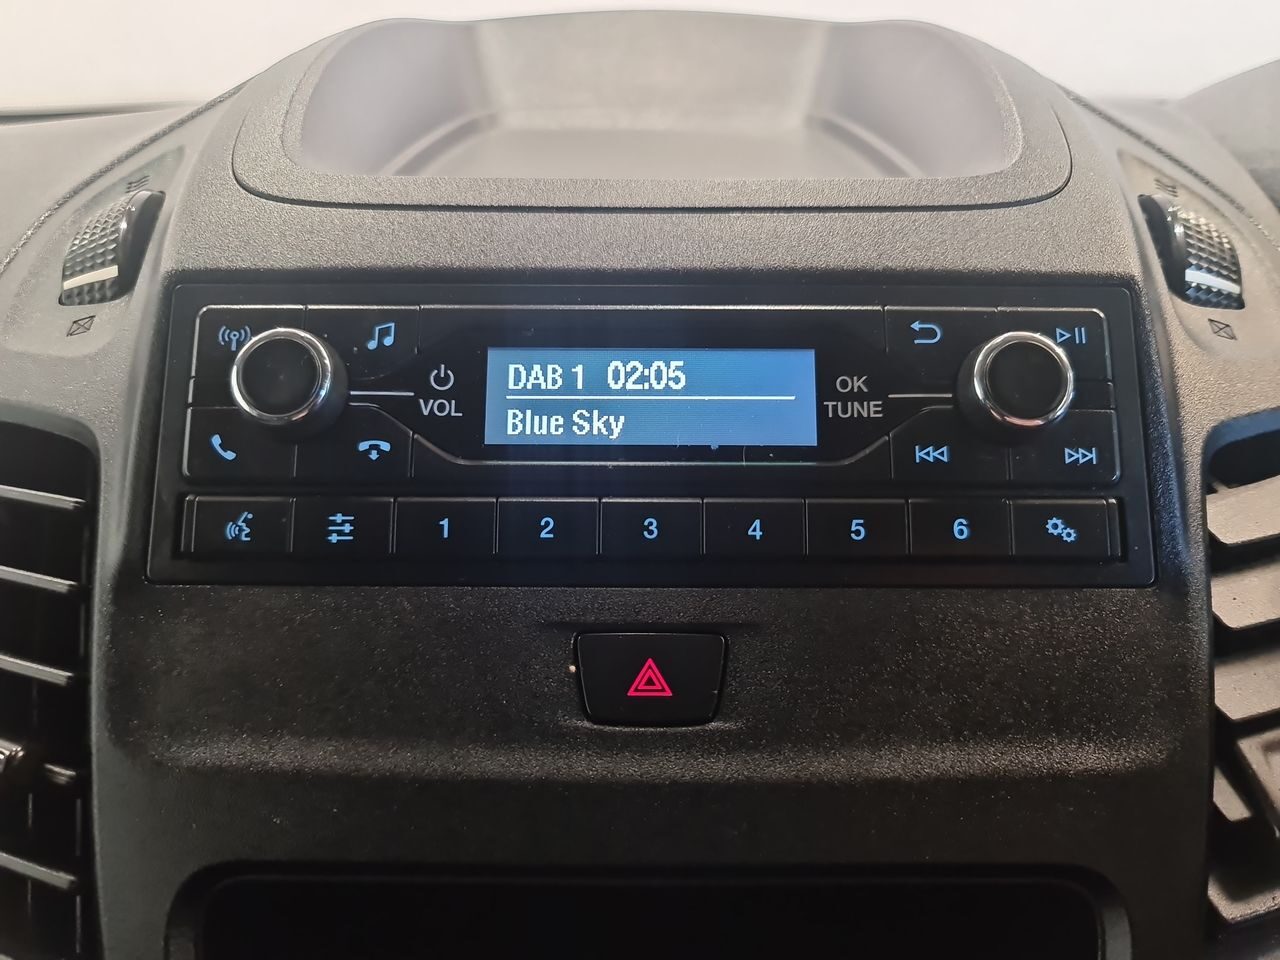 DAB 1 02:05
Blue Sky
VOL
OK
TUNE
1 2 3 4 5 6